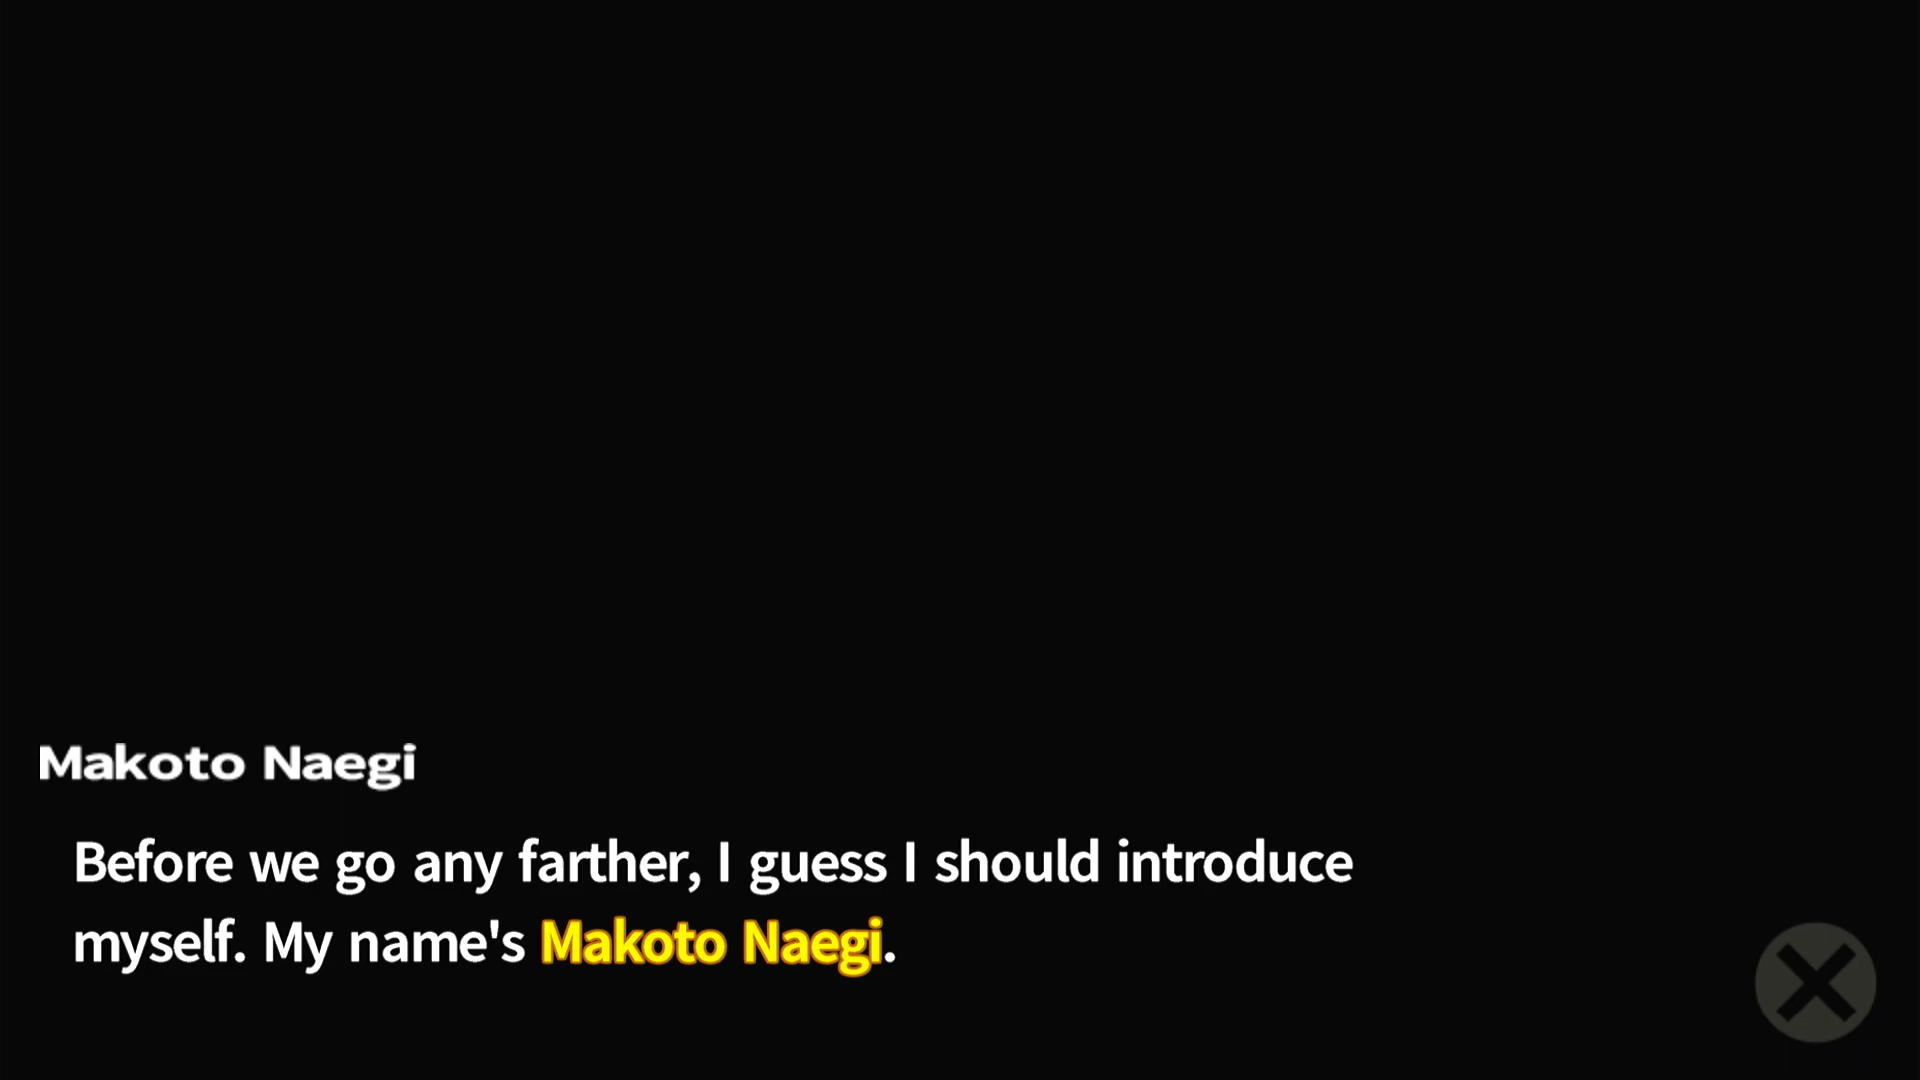 Makoto Naegi
Before we go any farther, I guess I should introduce
myself. My name's Makoto Naegi.